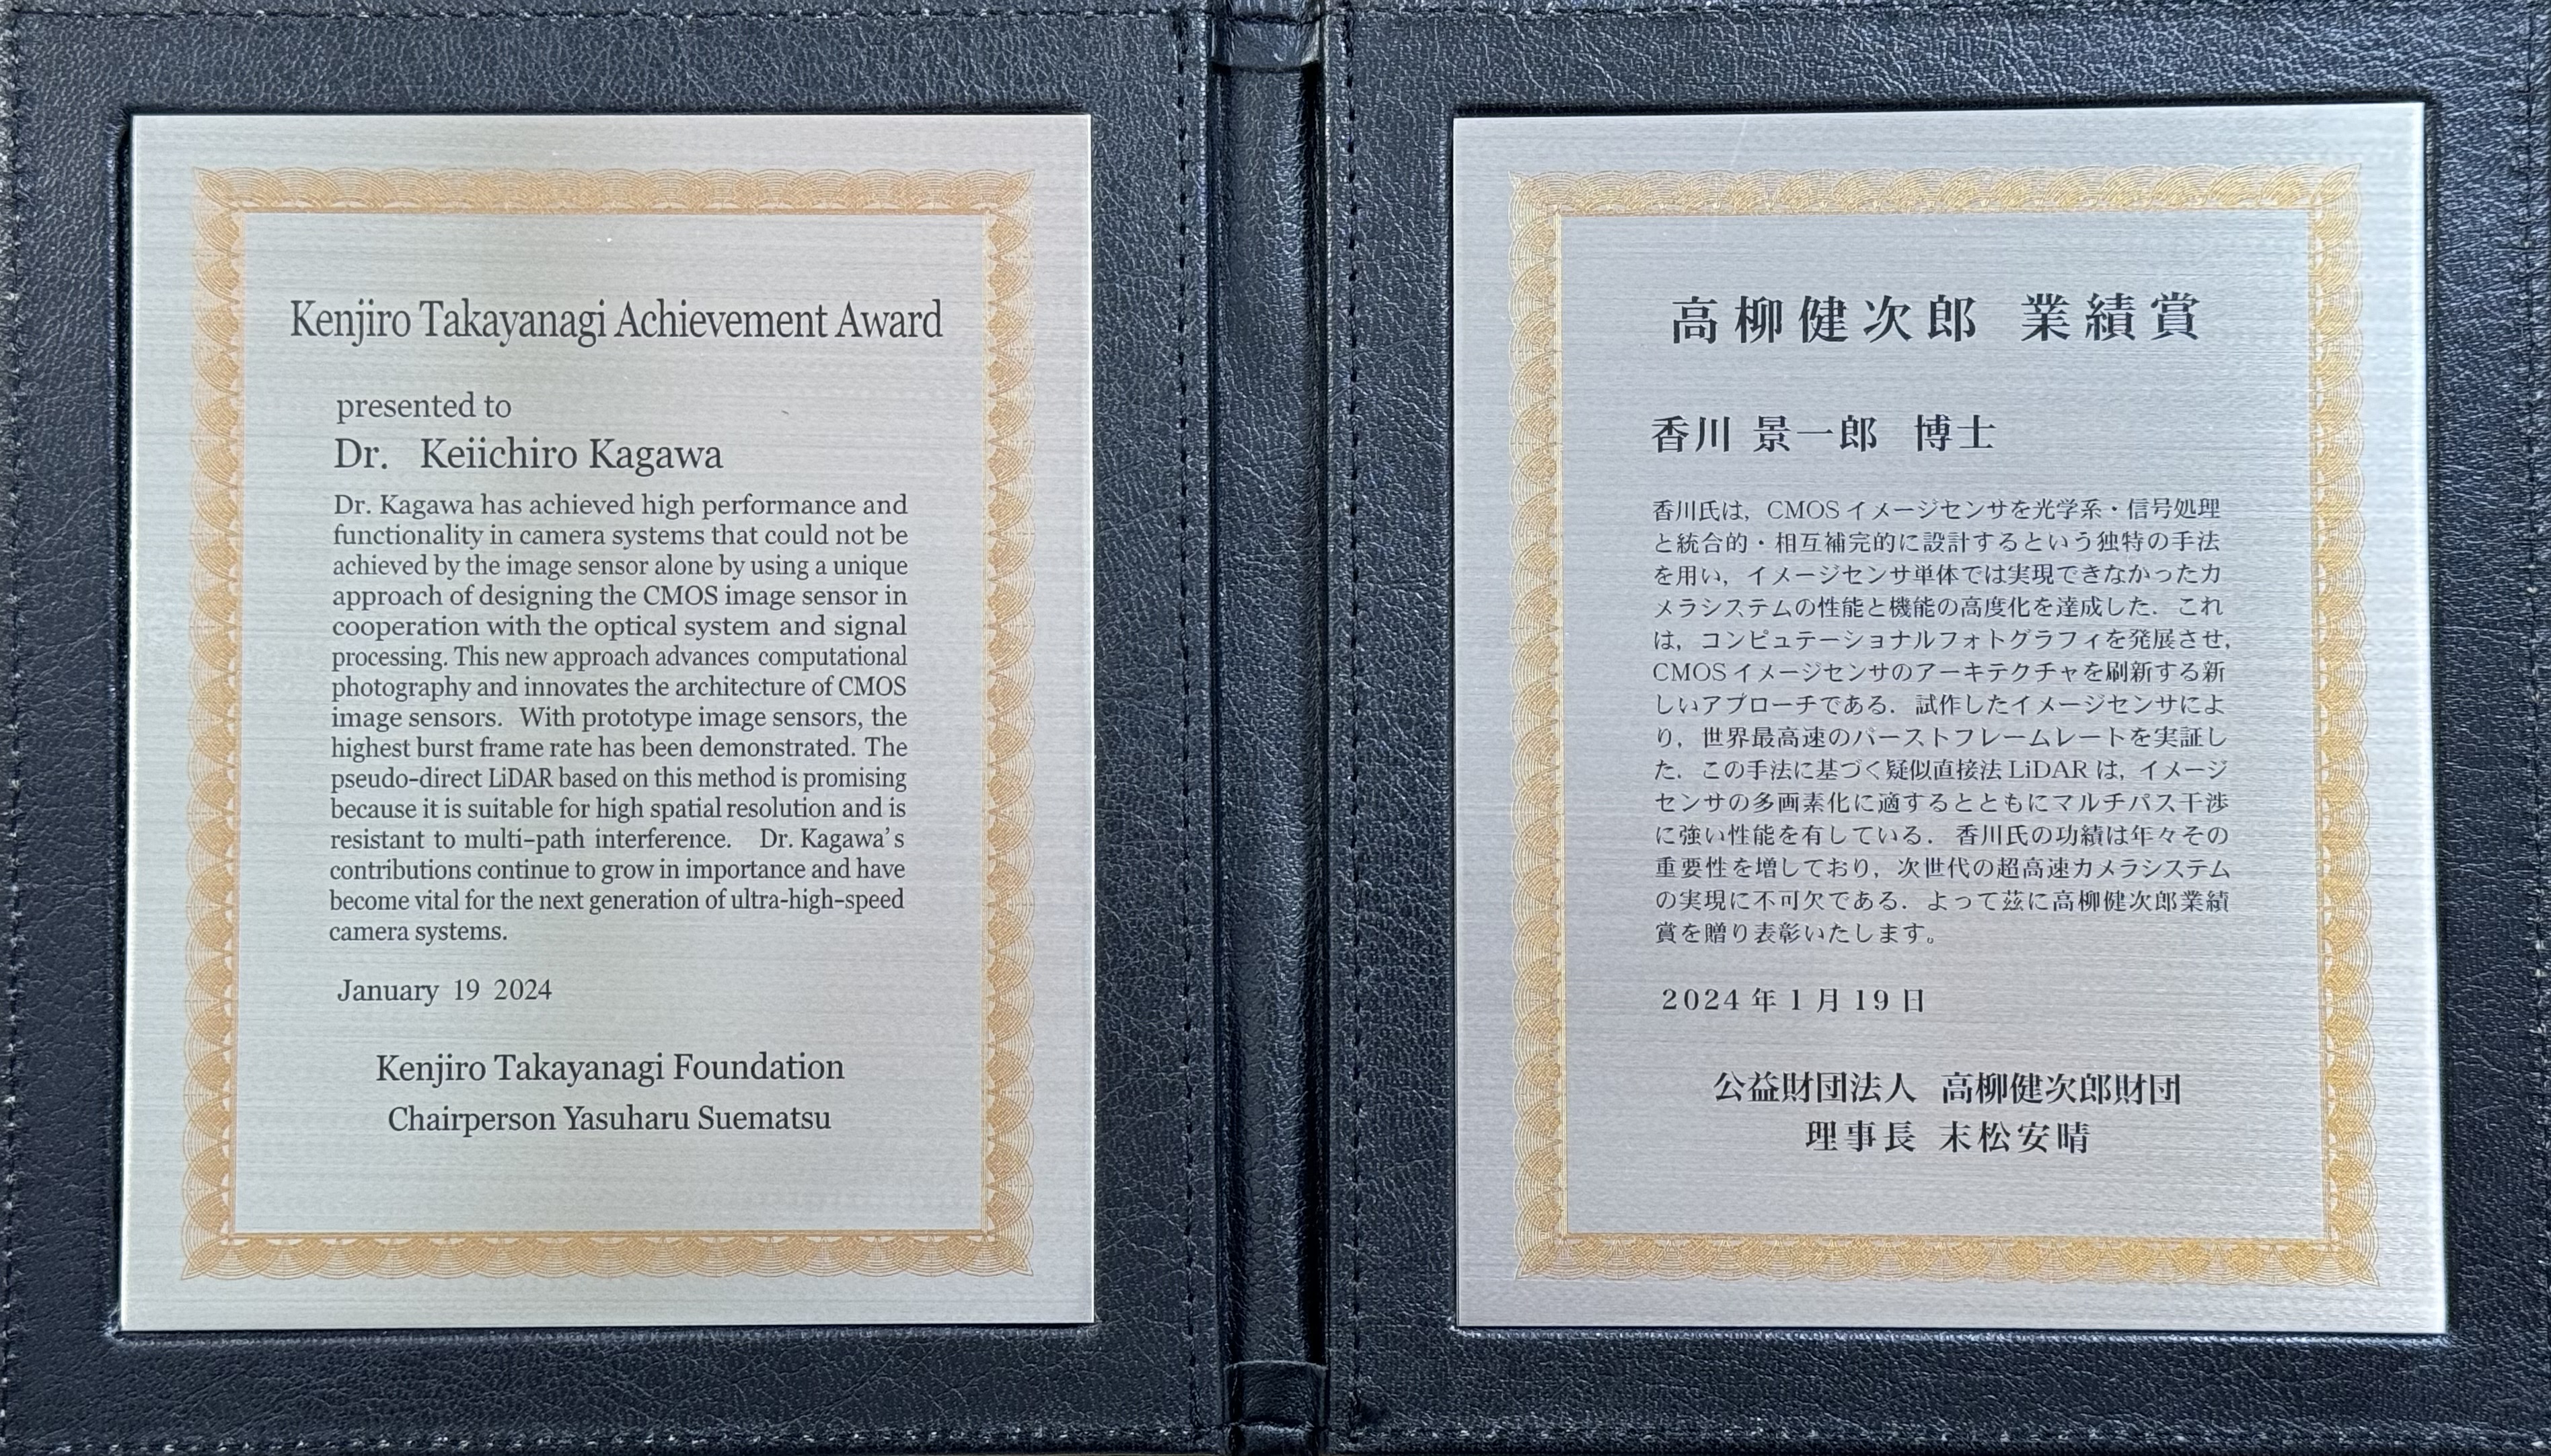 Kenjiro Takayanagi Achievement Award
presented to
Dr. Keiichiro Kagawa
Dr. Kagawa has achieved high performance and
functionality in camera systems that could not be
achieved by the image sensor alone by using a unique
approach of designing the CMOS image sensor in
cooperation with the optical system and signal
processing. This new approach advances computational
photography and innovates the architecture of CMOS
image sensors. With prototype image sensors, the
highest burst frame rate has been demonstrated. The
pseudo-direct LiDAR based on this method is promising
because it is suitable for high spatial resolution and is
resistant to multi-path interference. Dr. Kagawa's
contributions continue to grow in importance and have
become vital for the next generation of ultra-high-speed
camera systems.
January 19 2024
Kenjiro Takayanagi Foundation
Chairperson Yasuharu Suematsu
高柳健次郎 業績賞
香川 景一郎 博士
香川氏は，CMOSイメージセンサを光学系・信号処理
と統合的・相互補完的に設計するという独特の手法
を用い，イメージセンサ単体では実現できなかったカ
メラシステムの性能と機能の高度化を達成した．これ
は，コンピュテーショナルフォトグラフィを発展させ，
CMOSイメージセンサのアーキテクチャを刷新する新
しいアプローチである．試作したイメージセンサによ
り，世界最高速のバーストフレームレートを実証し
た．この手法に基づく疑似直接法LiDARは，イメージ
センサの多画素化に適するとともにマルチパス干渉
に強い性能を有している．香川氏の功績は年々その
重要性を増しており，次世代の超高速カメラシステム
の実現に不可欠である．よって茲に高柳健次郎業績
賞を贈り表彰いたします。
2024年1月19日
公益財団法人 高柳健次郎財団
理事長 末松安晴